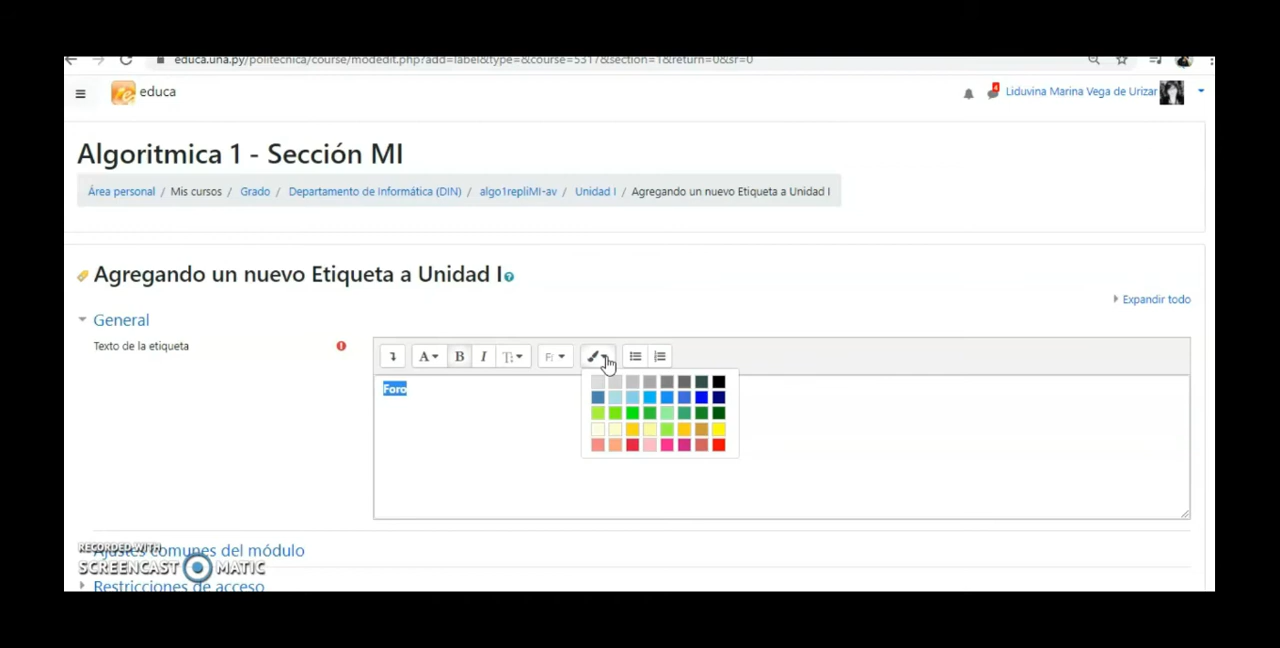 educa.una.py/politecnica/course/modedit.php?add=label&type=&course=5317&section=1&return=0&sr=0
educa
4
Liduvina Marina Vega de Urizar
Algoritmica 1 - Sección MI
Área personal / Mis cursos / Grado / Departamento de Informática (DIN) / algo1repliMI-av / Unidad I / Agregando un nuevo Etiqueta a Unidad I
Agregando un nuevo Etiqueta a Unidad I
Expandir todo
General
Texto de la etiqueta
A B I
Foro
Ajustes comunes del módulo
RECORDED WITH
SCREENCAST MATIC
Restricciones de acceso